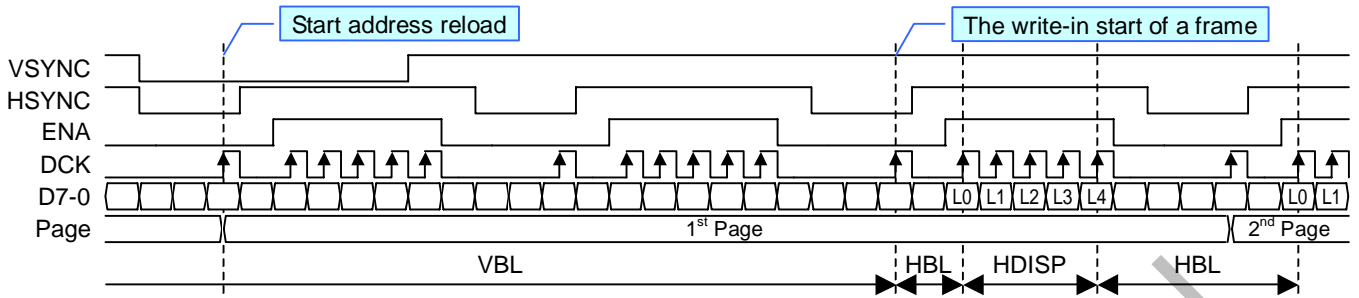 Start address reload
The write-in start of a frame
VSYNC
HSYNC
ENA
DCK
D7-0 L0 L1 L2 L3 L4 L0 L1
Page 1st Page 2nd Page
VBL HBL HDISP HBL